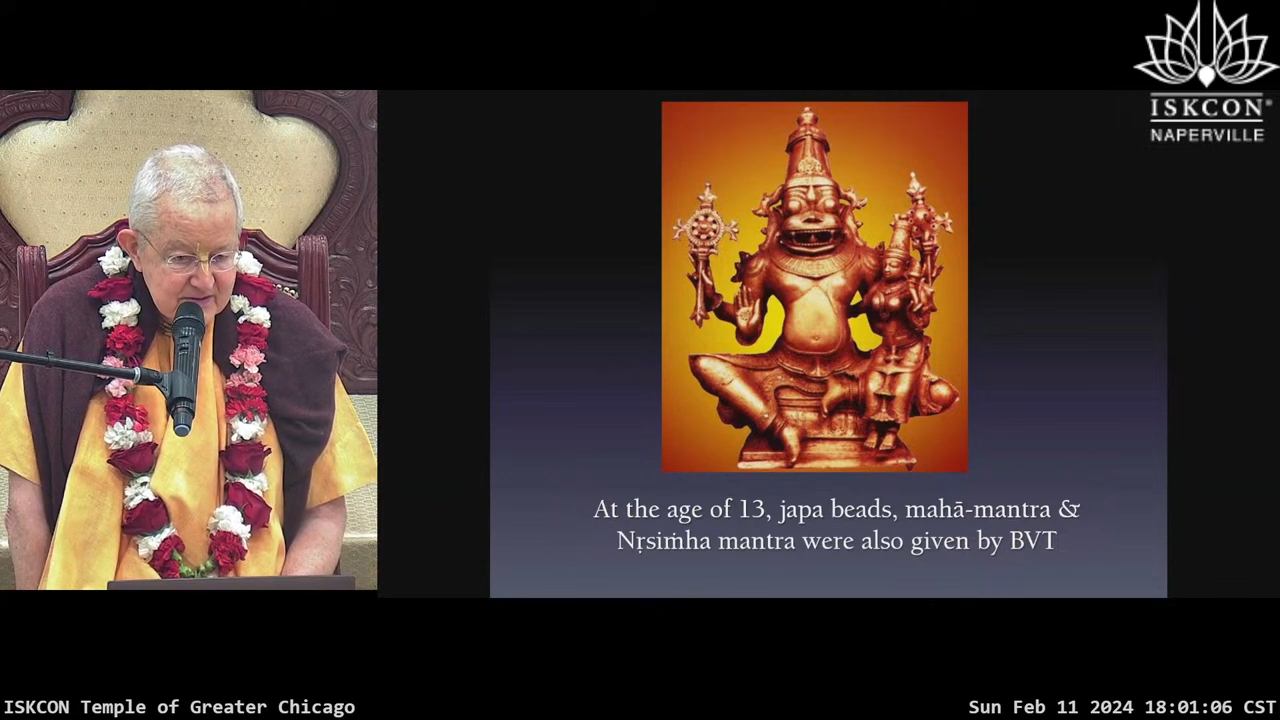 ISKCON®
NAPERVILLE
At the age of 13, japa beads, mahā-mantra &
Nṛsiṁha mantra were also given by BVT
ISKCON Temple of Greater Chicago
Sun Feb 11 2024 18:01:06 CST